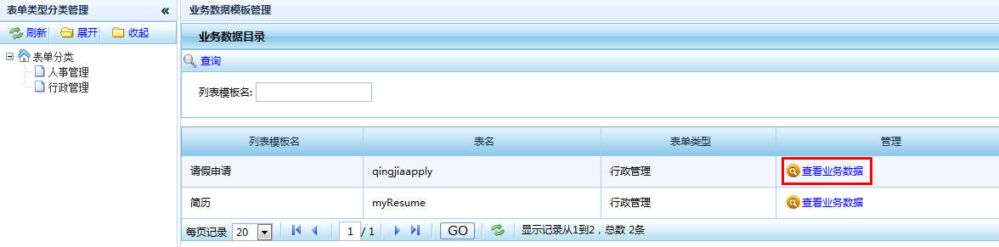 表单类型分类管理 «
刷新 展开 收起
表单分类
人事管理
行政管理
业务数据模板管理
业务数据目录
查询
列表模板名:
列表模板名 表名 表单类型 管理
请假申请 qingjiaapply 行政管理 查看业务数据
简历 myResume 行政管理 查看业务数据
每页记录 20 1 / 1 GO 显示记录从1到2，总数 2条